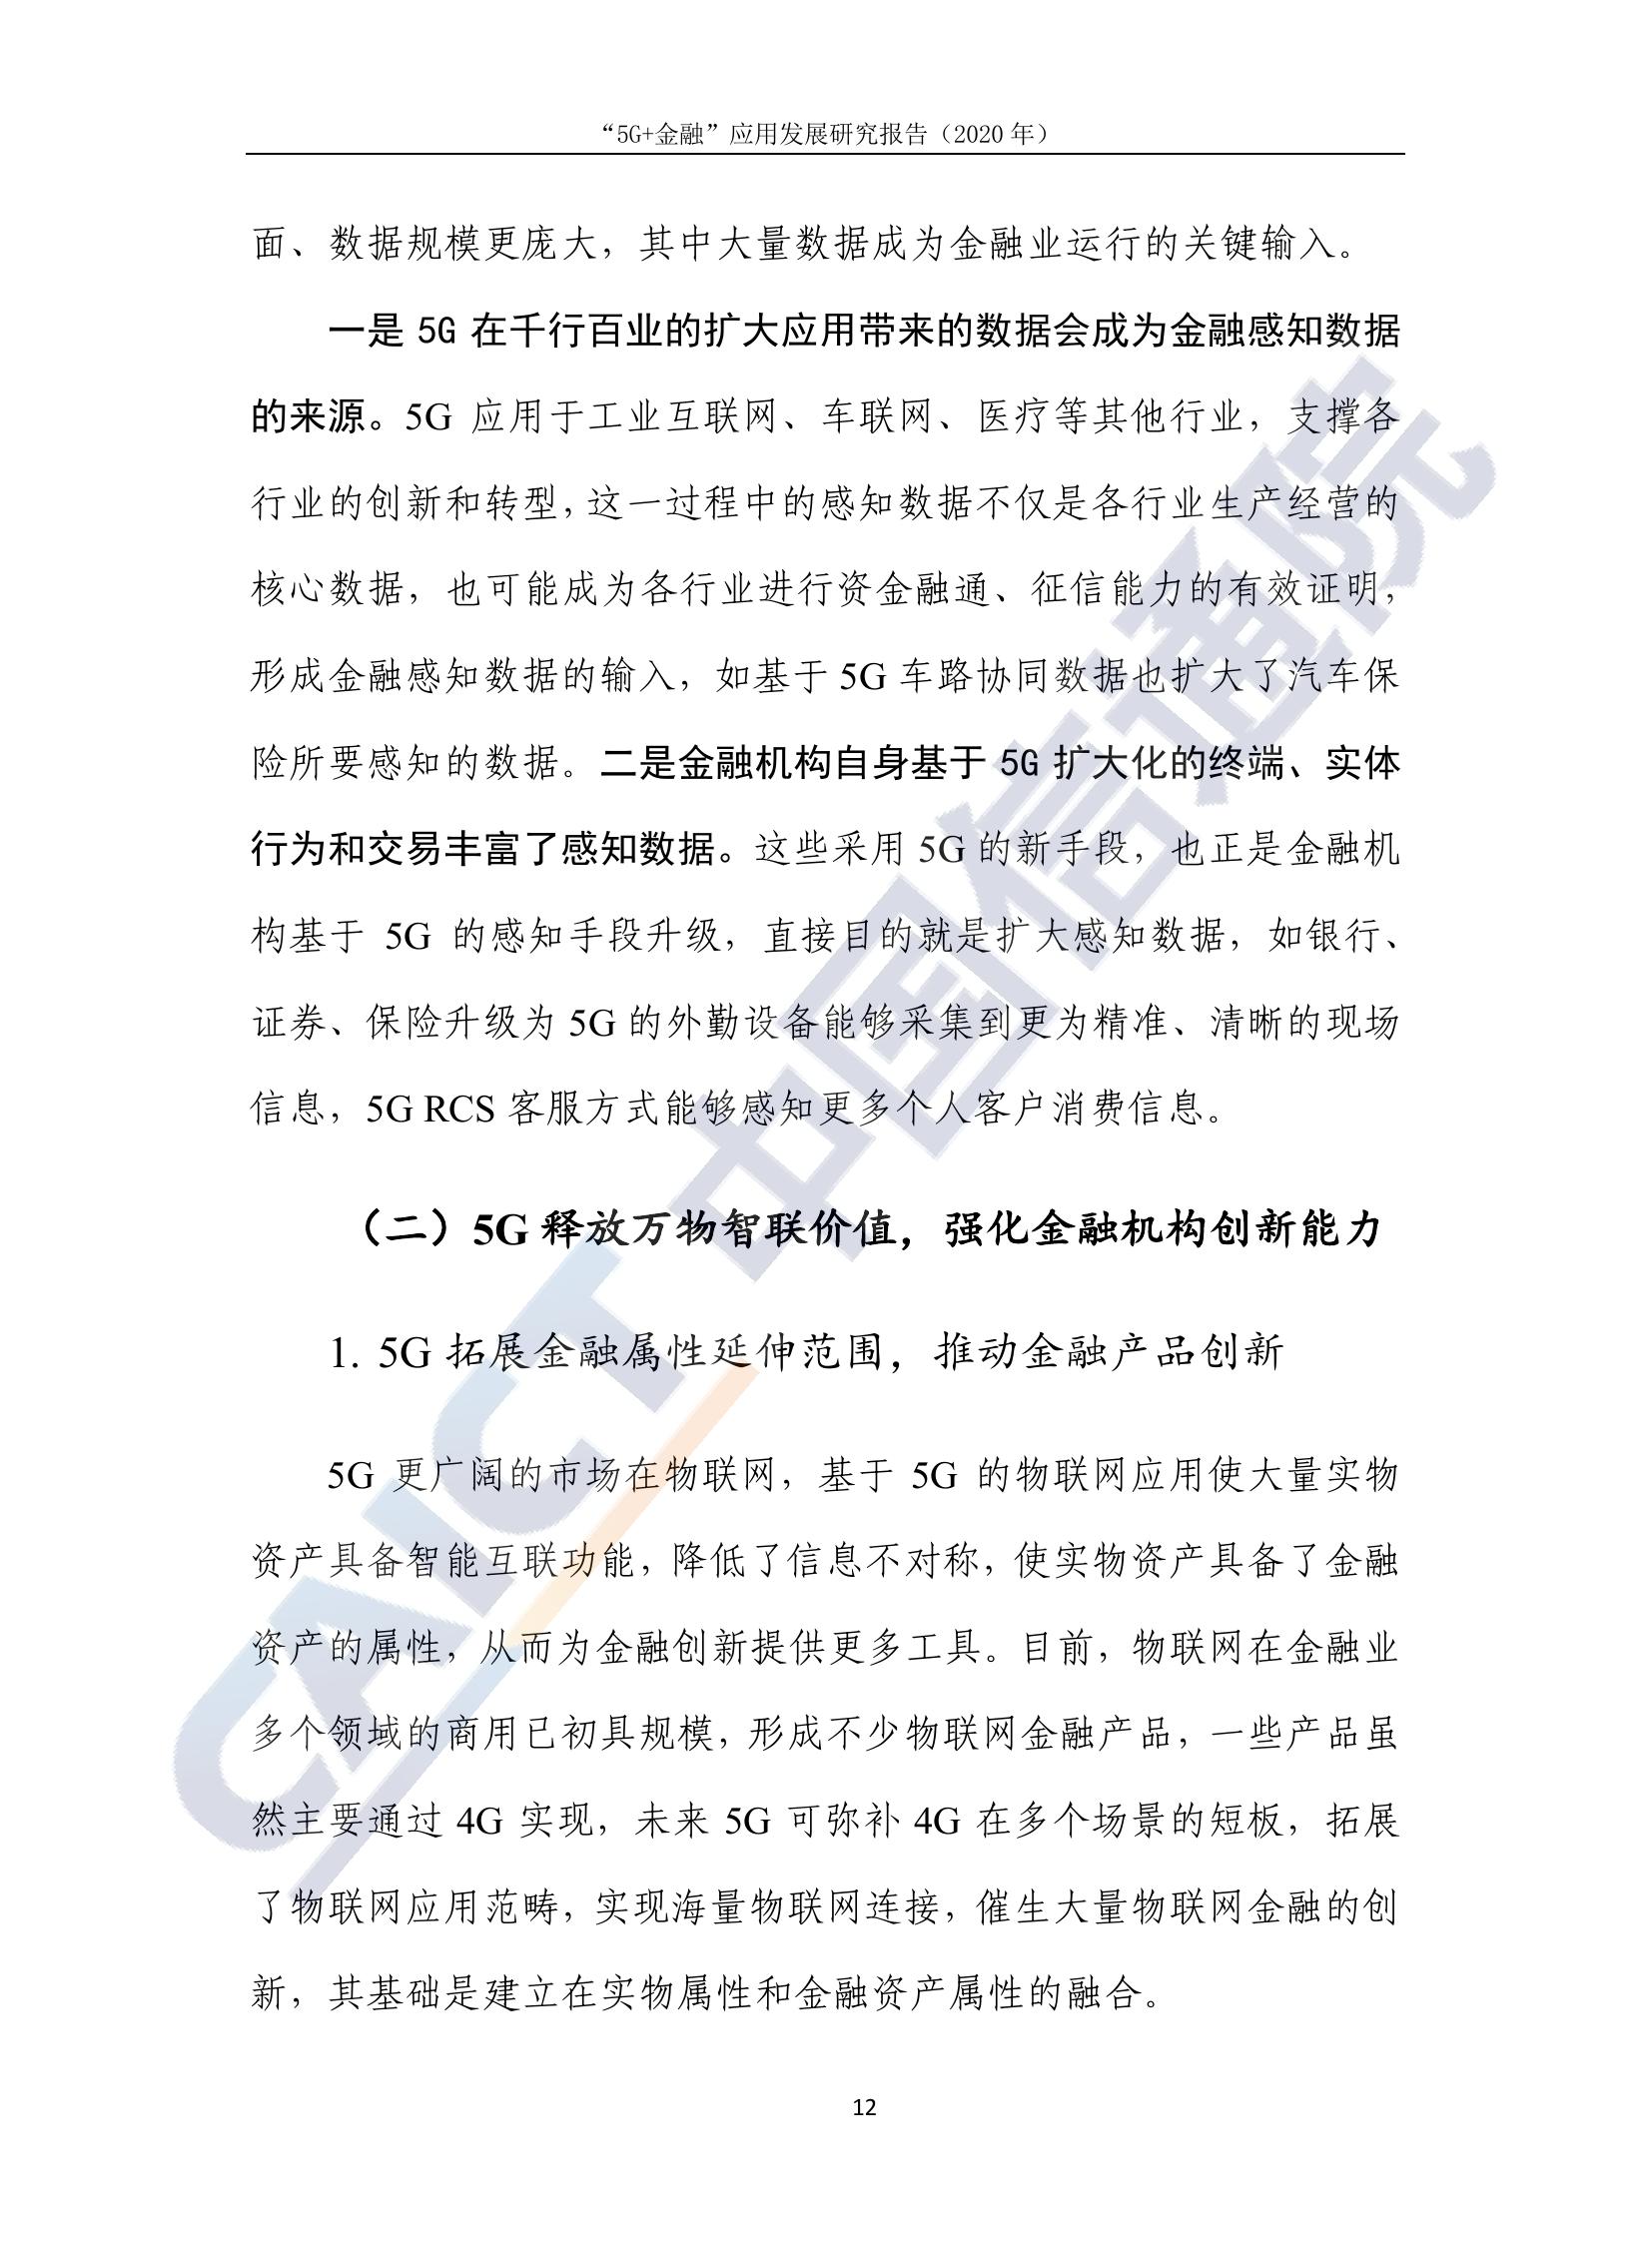 “5G+金融”应用发展研究报告（2020 年）
面、数据规模更庞大，其中大量数据成为金融业运行的关键输入。
一是 5G 在千行百业的扩大应用带来的数据会成为金融感知数据
的来源。5G 应用于工业互联网、车联网、医疗等其他行业，支撑各
行业的创新和转型，这一过程中的感知数据不仅是各行业生产经营的
核心数据，也可能成为各行业进行资金融通、征信能力的有效证明，
形成金融感知数据的输入，如基于 5G 车路协同数据也扩大了汽车保
险所要感知的数据。二是金融机构自身基于 5G 扩大化的终端、实体
行为和交易丰富了感知数据。这些采用 5G 的新手段，也正是金融机
构基于 5G 的感知手段升级，直接目的就是扩大感知数据，如银行、
证券、保险升级为 5G 的外勤设备能够采集到更为精准、清晰的现场
信息，5G RCS 客服方式能够感知更多个人客户消费信息。
（二）5G 释放万物智联价值，强化金融机构创新能力
1. 5G 拓展金融属性延伸范围，推动金融产品创新
5G 更广阔的市场在物联网，基于 5G 的物联网应用使大量实物
资产具备智能互联功能，降低了信息不对称，使实物资产具备了金融
资产的属性，从而为金融创新提供更多工具。目前，物联网在金融业
多个领域的商用已初具规模，形成不少物联网金融产品，一些产品虽
然主要通过 4G 实现，未来 5G 可弥补 4G 在多个场景的短板，拓展
了物联网应用范畴，实现海量物联网连接，催生大量物联网金融的创
新，其基础是建立在实物属性和金融资产属性的融合。
12
CAICT 中国信通院